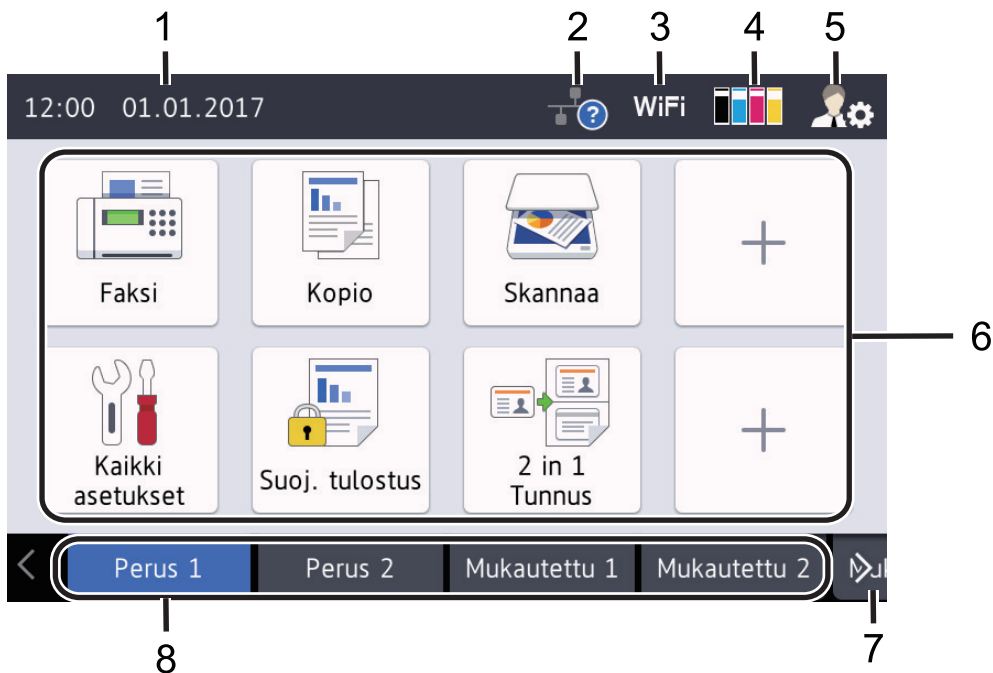 1 2 3 4 5
12:00 01.01.2017 ? WiFi
Faksi Kopio Skannaa
6
Kaikki
asetukset
Suoj. tulostus
2 in 1
Tunnus
Perus 1 Perus 2 Mukautettu 1 Mukautettu 2
8 7